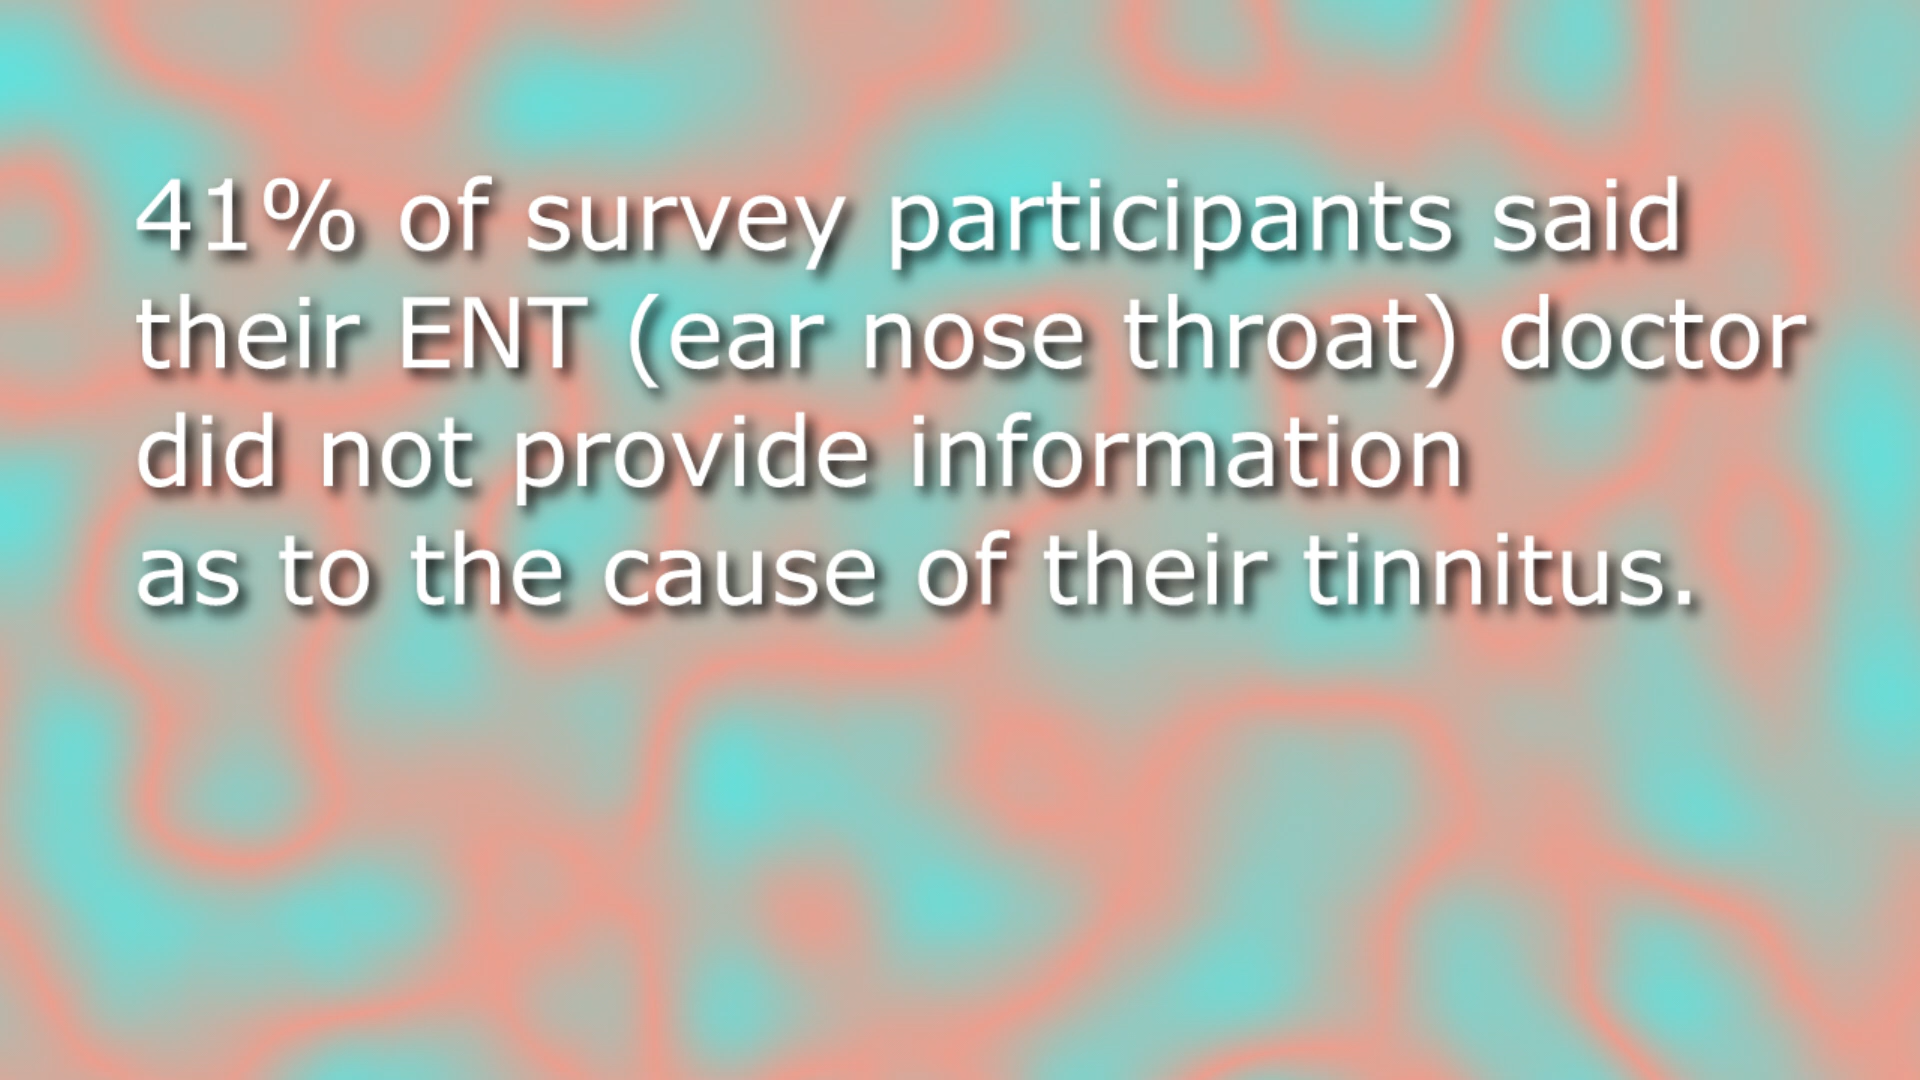 41% of survey participants said
their ENT (ear nose throat) doctor
did not provide information
as to the cause of their tinnitus.